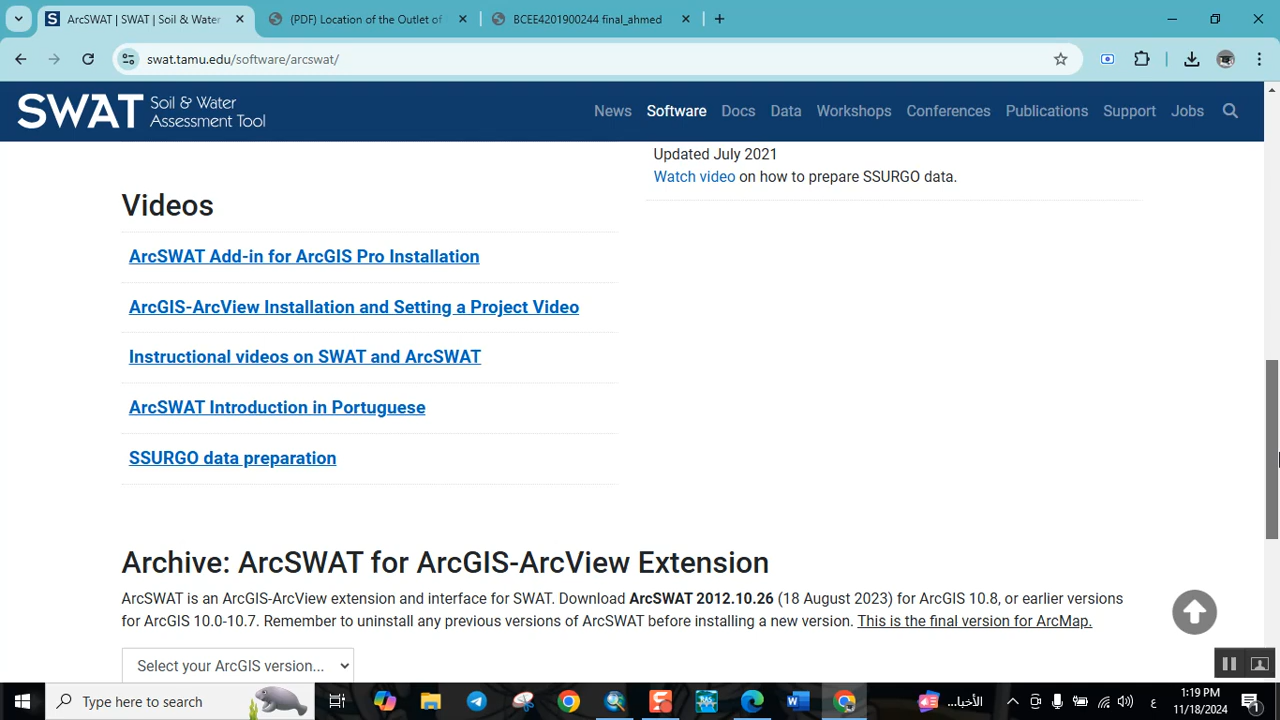 ArcSWAT | SWAT | Soil & Water
(PDF) Location of the Outlet of
BCEE4201900244 final_ahmed
swat.tamu.edu/software/arcswat/
SWAT Soil & Water
Assessment Tool
News Software Docs Data Workshops Conferences Publications Support Jobs
Updated July 2021
Watch video on how to prepare SSURGO data.
Videos
ArcSWAT Add-in for ArcGIS Pro Installation
ArcGIS-ArcView Installation and Setting a Project Video
Instructional videos on SWAT and ArcSWAT
ArcSWAT Introduction in Portuguese
SSURGO data preparation
Archive: ArcSWAT for ArcGIS-ArcView Extension
ArcSWAT is an ArcGIS-ArcView extension and interface for SWAT. Download ArcSWAT 2012.10.26 (18 August 2023) for ArcGIS 10.8, or earlier versions
for ArcGIS 10.0-10.7. Remember to uninstall any previous versions of ArcSWAT before installing a new version. This is the final version for ArcMap.
Select your ArcGIS version...
Type here to search
الأخبا...
ع
1:19 PM
11/18/2024
1